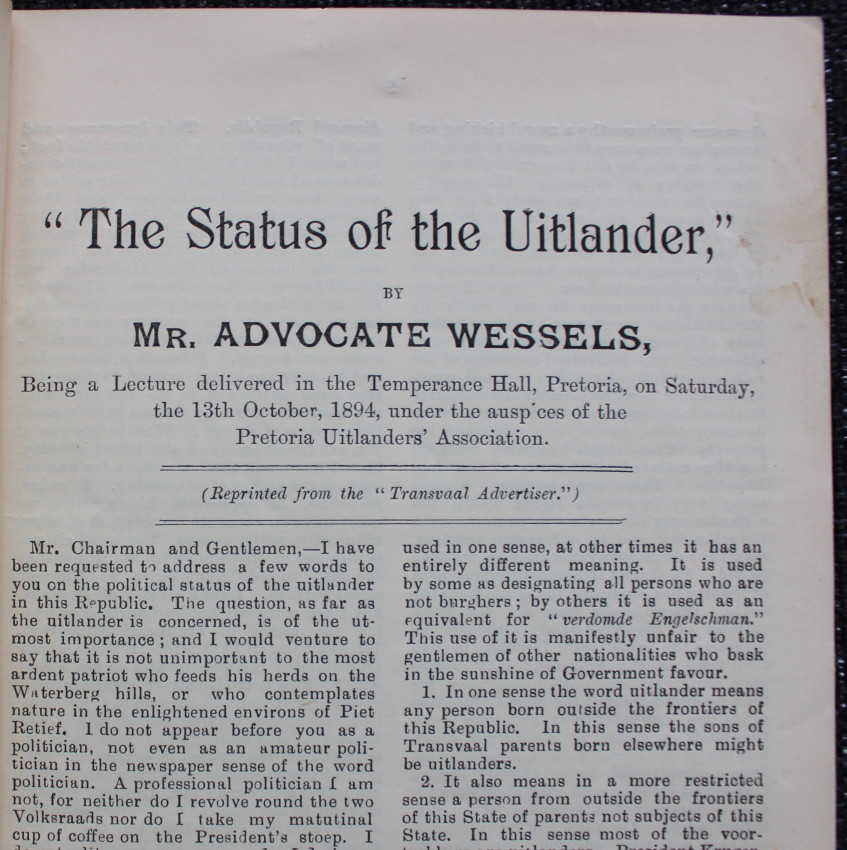 “ The Status of the Uitlander,”
BY
MR. ADVOCATE WESSELS,
Being a Lecture delivered in the Temperance Hall, Pretoria, on Saturday,
the 13th October, 1894, under the ausp'ces of the
Pretoria Uitlanders' Association.
(Reprinted from the “ Transvaal Advertiser.”)
Mr. Chairman and Gentlemen,—I have
been requested to address a few words to
you on the political status of the uitlander
in this Republic. The question, as far as
the uitlander is concerned, is of the ut-
most importance ; and I would venture to
say that it is not unimportant to the most
ardent patriot who feeds his herds on the
Waterberg hills, or who contemplates
nature in the enlightened environs of Piet
Retief. I do not appear before you as a
politician, not even as an amateur poli-
tician in the newspaper sense of the word
politician. A professional politician I am
not, for neither do I revolve round the two
Volksraads nor do I take my matutinal
cup of coffee on the President's stoep. I
used in one sense, at other times it has an
entirely different meaning. It is used
by some as designating all persons who are
not burghers ; by others it is used as an
equivalent for “ verdomde Engelschman.”
This use of it is manifestly unfair to the
gentlemen of other nationalities who bask
in the sunshine of Government favour.
1. In one sense the word uitlander means
any person born outside the frontiers of
this Republic. In this sense the sons of
Transvaal parents born elsewhere might
be uitlanders.
2. It also means in a more restricted
sense a person from outside the frontiers
of this State of parents not subjects of this
State. In this sense most of the voor-